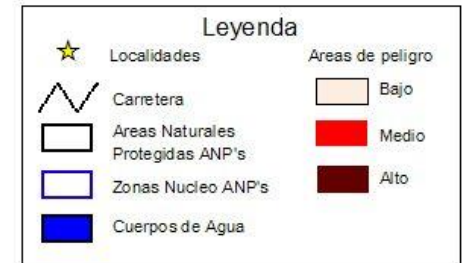 Leyenda
Localidades
Carretera
Areas Naturales
Protegidas ANP's
Zonas Nucleo ANP's
Cuerpos de Agua
Areas de peligro
Bajo
Medio
Alto